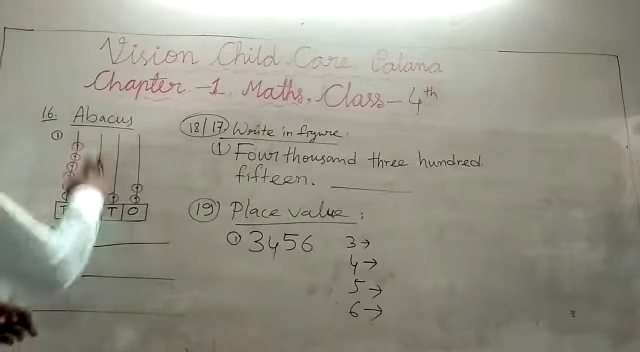 Vision Child Care Calana
Chapter-1, Maths, Class-4th
16. Abacus
①
T T O
18/17 Write in figure.
① Four thousand three hundred
fifteen.
19 Place value:
① 3456
3→
4→
5→
6→